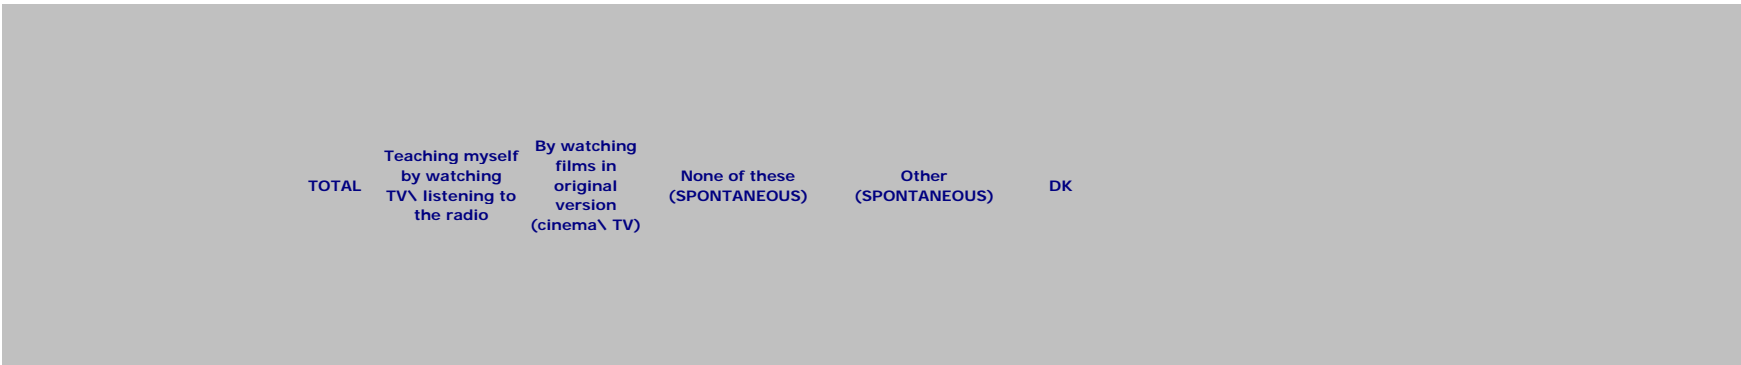 TOTAL
Teaching myself
by watching
TV\ listening to
the radio
By watching
films in
original
version
(cinema\ TV)
None of these
(SPONTANEOUS)
Other
(SPONTANEOUS)
DK